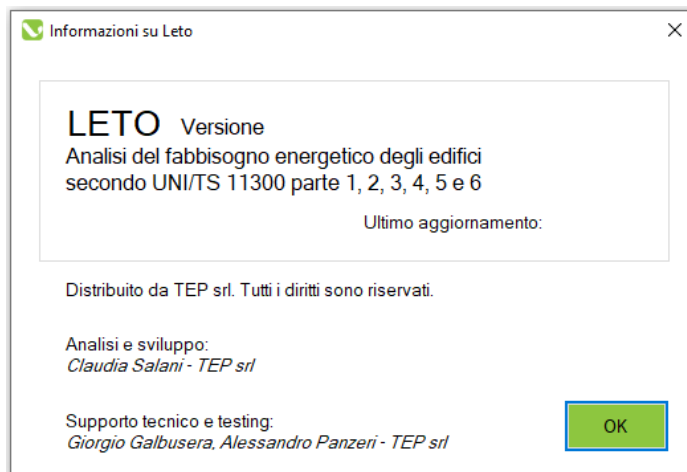 Informazioni su Leto
LETO Versione
Analisi del fabbisogno energetico degli edifici
secondo UNI/TS 11300 parte 1, 2, 3, 4, 5 e 6
Ultimo aggiornamento:
Distribuito da TEP srl. Tutti i diritti sono riservati.
Analisi e sviluppo:
Claudia Salani - TEP srl
Supporto tecnico e testing:
Giorgio Galbusera, Alessandro Panzeri - TEP srl
OK